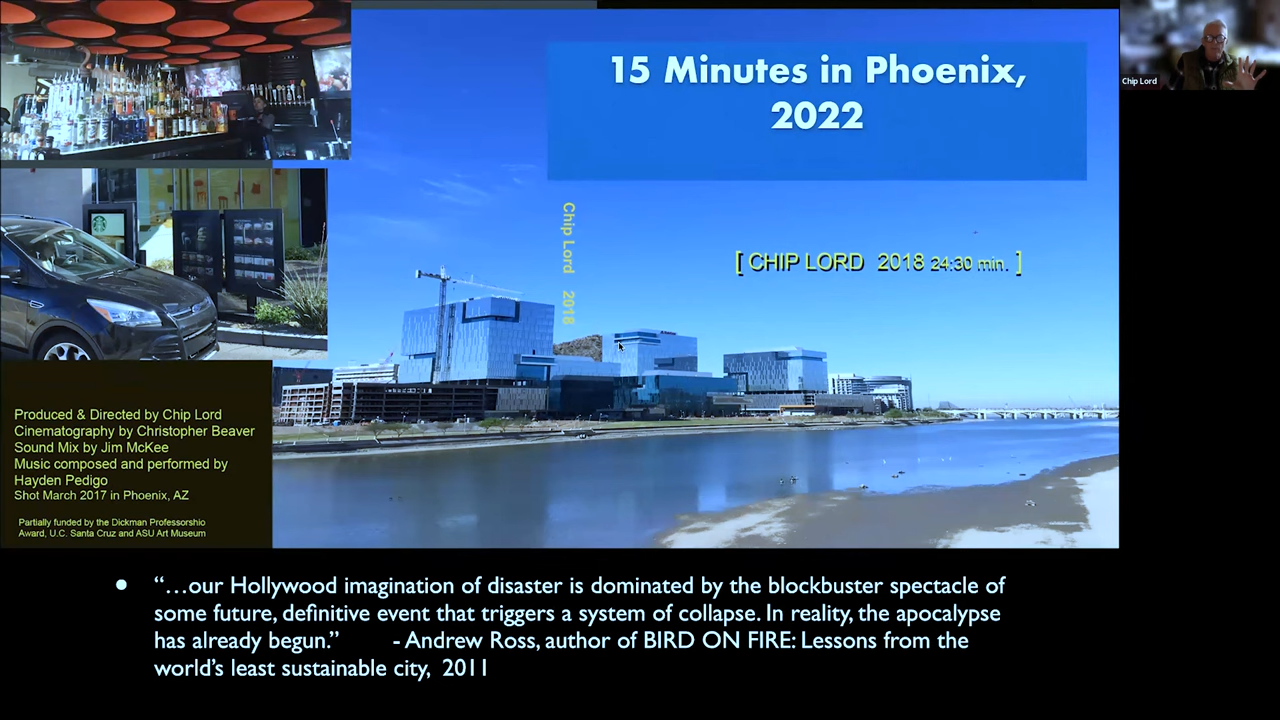 15 Minutes in Phoenix,
2022
Chip Lord
Chip Lord 2018
[ CHIP LORD 2018 24:30 min. ]
Produced & Directed by Chip Lord
Cinematography by Christopher Beaver
Sound Mix by Jim McKee
Music composed and performed by
Hayden Pedigo
Shot March 2017 in Phoenix, AZ
Partially funded by the Dickman Professorshio
Award, U.C. Santa Cruz and ASU Art Museum
• “…our Hollywood imagination of disaster is dominated by the blockbuster spectacle of
some future, definitive event that triggers a system of collapse. In reality, the apocalypse
has already begun.” - Andrew Ross, author of BIRD ON FIRE: Lessons from the
world’s least sustainable city, 2011